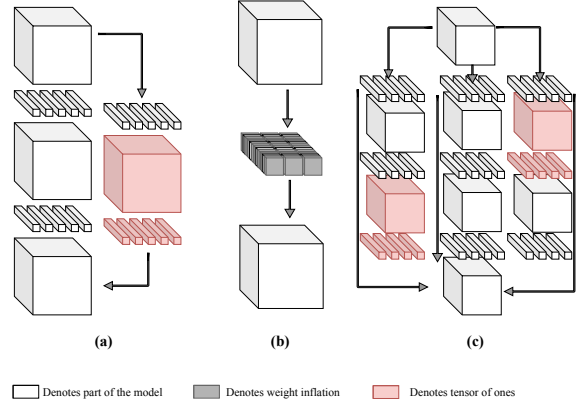 (a) (b) (c)
Denotes part of the model Denotes weight inflation Denotes tensor of ones